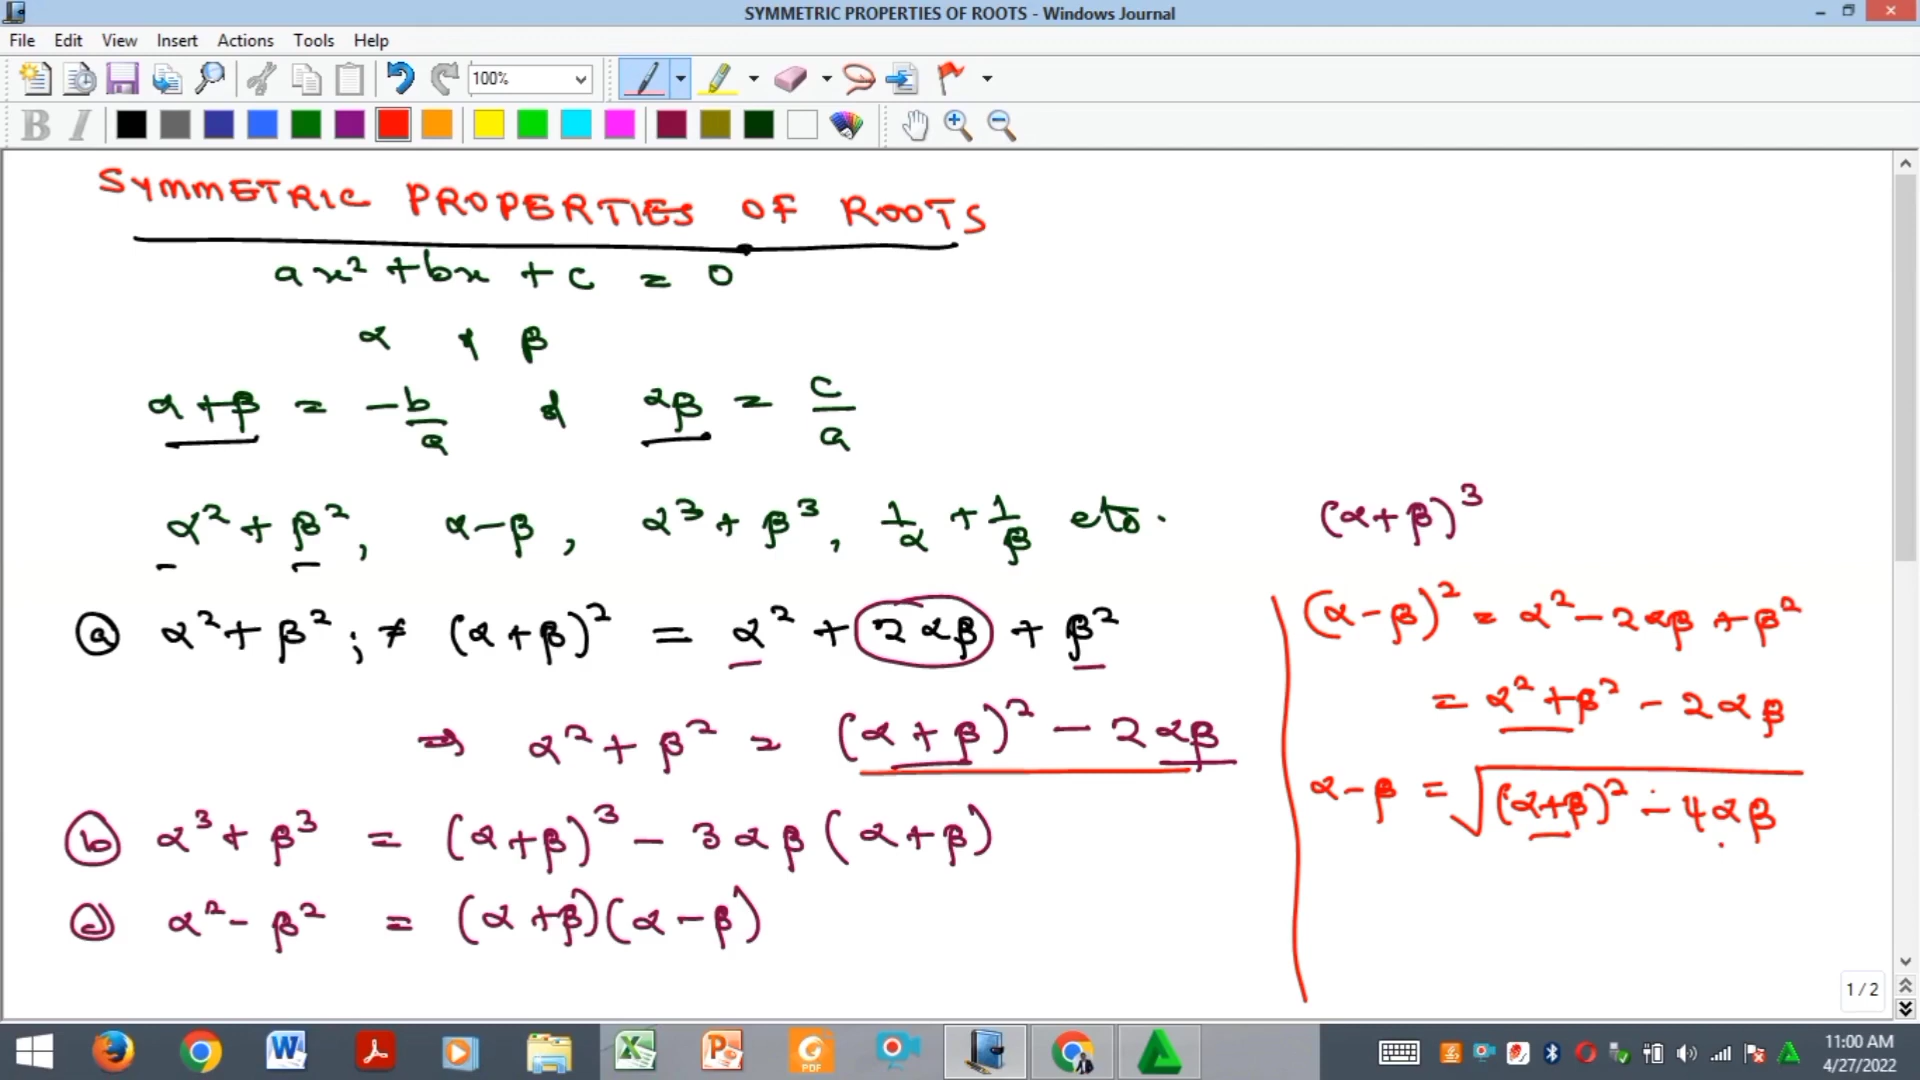 SYMMETRIC PROPERTIES OF ROOTS - Windows Journal
File Edit View Insert Actions Tools Help
100%
B I
SYMMETRIC PROPERTIES OF ROOTS
ax² + bx + c = 0
α & β
α + β = -b/a & αβ = c/a
α² + β², α - β, α³ + β³, 1/α + 1/β etc.
(α + β)³
(a) α² + β²; ≠ (α + β)² = α² + 2αβ + β²
⇒ α² + β² = (α + β)² - 2αβ
(b) α³ + β³ = (α + β)³ - 3αβ(α + β)
(c) α² - β² = (α + β)(α - β)
(α - β)² = α² - 2αβ + β²
= α² + β² - 2αβ
α - β = √((α + β)² - 4αβ)
1 / 2
PDF
11:00 AM
4/27/2022